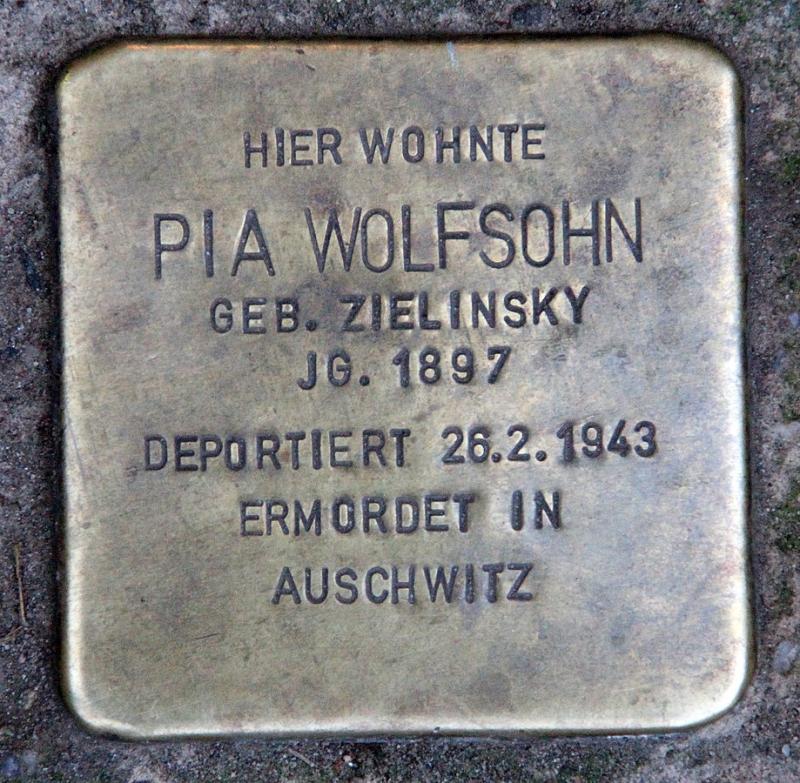 HIER WOHNTE
PIA WOLFSOHN
GEB. ZIELINSKY
JG. 1897
DEPORTIERT 26.2.1943
ERMORDET IN
AUSCHWITZ